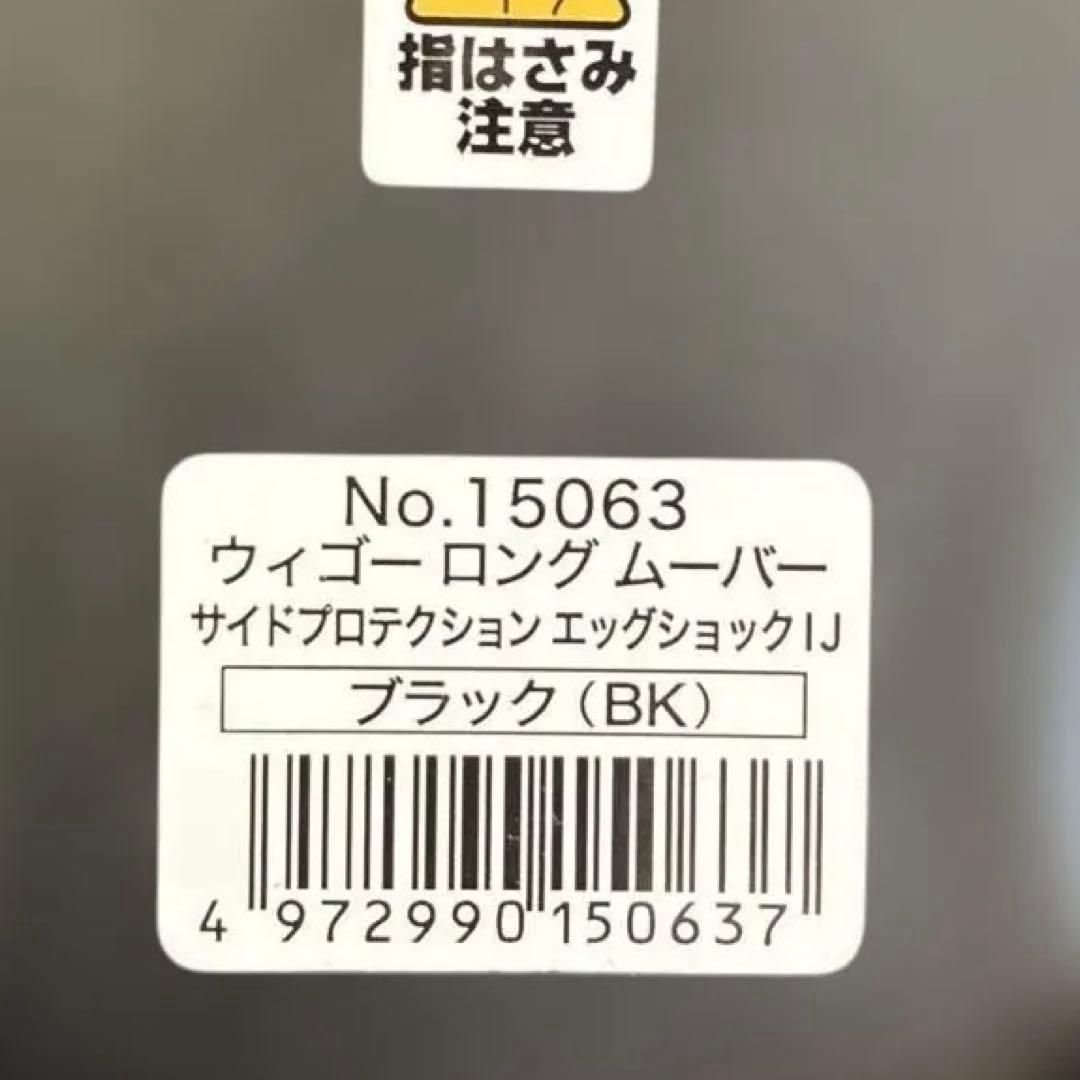 指はさみ
注意
No.15063
ウィゴー ロング ムーバー
サイドプロテクション エッグショックIJ
ブラック（BK）
4 972990 150637